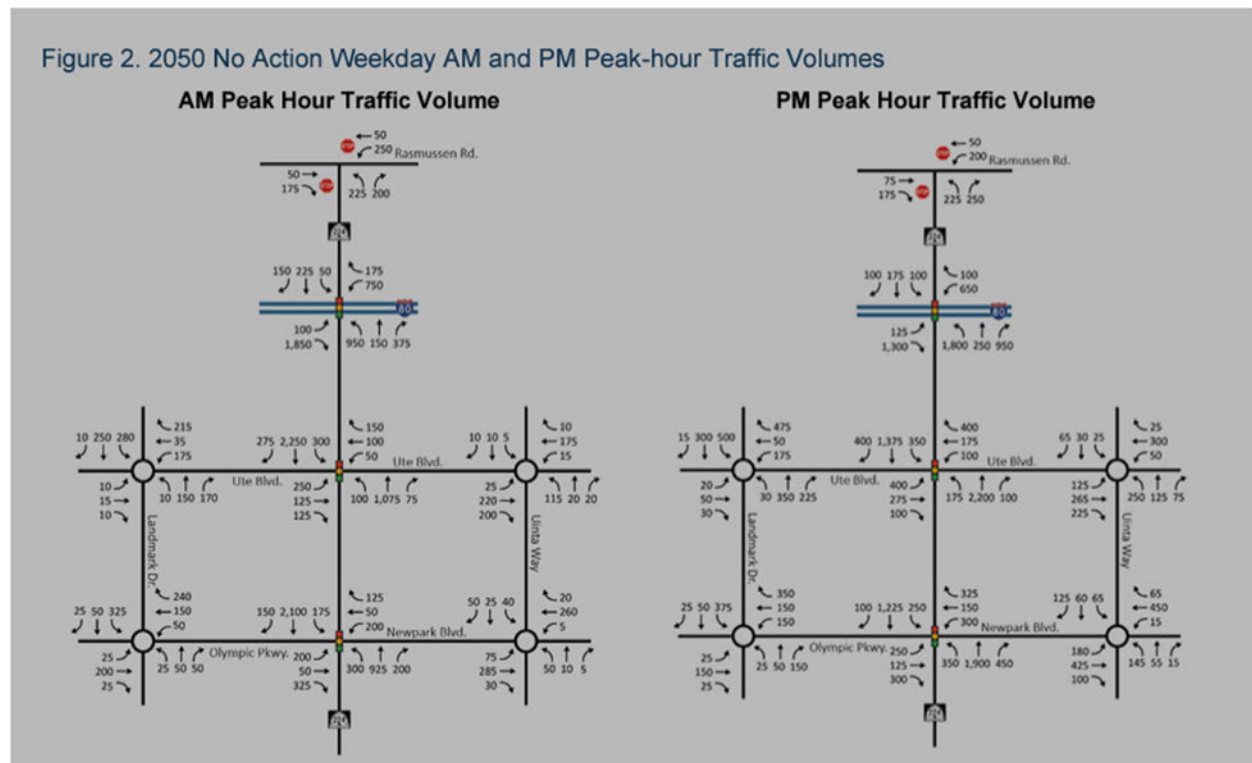 Figure 2. 2050 No Action Weekday AM and PM Peak-hour Traffic Volumes
AM Peak Hour Traffic Volume
50
250 Rasmussen Rd.
50
175
225 200
150 225 50
175
750
80
100
1,850
950 150 375
10 250 280
215
35
175
275 2,250 300
150
100
50
Ute Blvd.
10 10 5
10
175
15
10
15
10
10 150 170
Ute Blvd.
250
125
125
100 1,075 75
25
220
200
115 20 20
Landmark Dr.
Uinta Way
25 50 325
240
150
50
150 2,100 175
125
50
200
Newpark Blvd.
50 25 40
20
260
5
25
200
25
25 50 50
Olympic Pkwy.
200
50
325
300 925 200
75
285
30
50 10 5
PM Peak Hour Traffic Volume
STOP
50
200 Rasmussen Rd.
75
175
225 250
100 175 100
100
650
80
125
1,300
1,800 250 950
15 300 500
475
50
175
400 1,375 350
400
175
100
Ute Blvd.
65 30 25
25
300
50
20
50
30
30 350 225
Ute Blvd.
400
275
100
175 2,200 100
125
265
225
250 125 75
Landmark Dr.
Uinta Way
25 50 375
350
150
150
100 1,225 250
325
150
300
Newpark Blvd.
125 60 65
65
450
15
25
150
25
25 50 150
Olympic Pkwy.
250
125
300
350 1,900 450
180
425
100
145 55 15